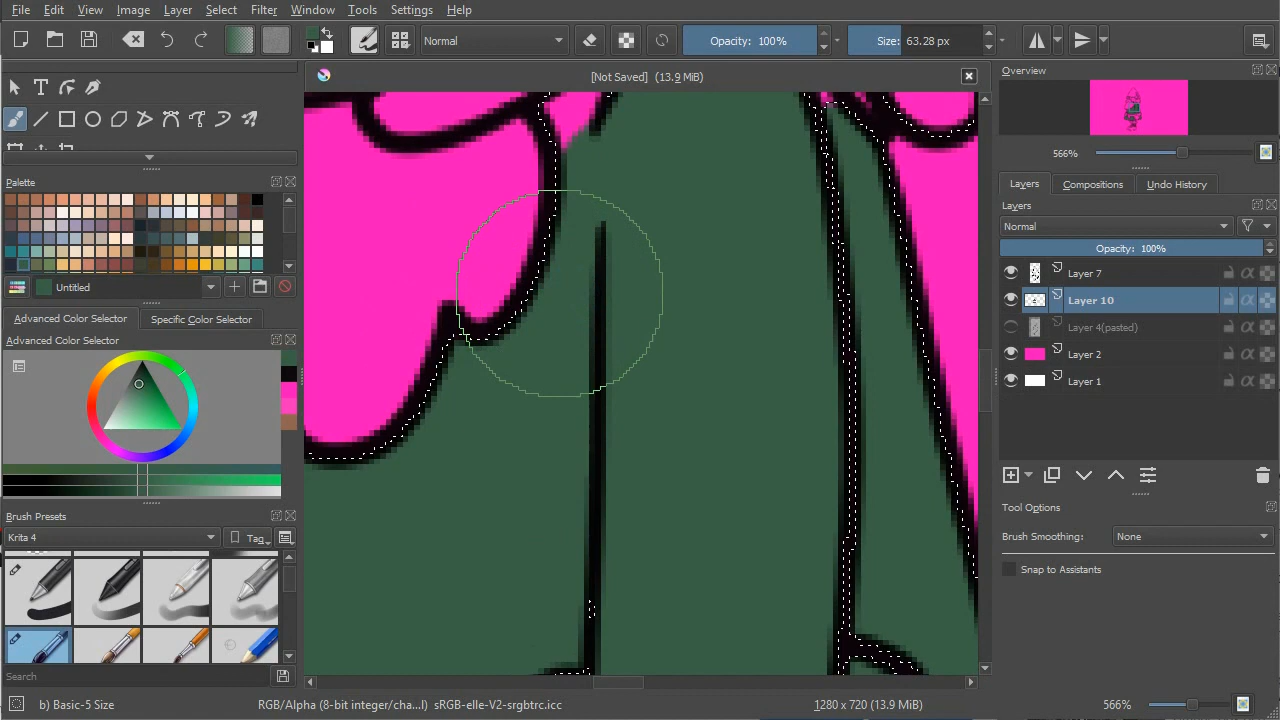 File Edit View Image Layer Select Filter Window Tools Settings Help
Normal Opacity: 100% Size: 63.28 px
[Not Saved] (13.9 MiB)
Overview
566%
Palette
Layers Compositions Undo History
Layers
Normal
Opacity: 100%
Layer 7
Layer 10
Layer 4(pasted)
Layer 2
Layer 1
Untitled
Advanced Color Selector Specific Color Selector
Advanced Color Selector
Tool Options
Brush Smoothing: None
Snap to Assistants
Brush Presets
Krita 4 Tag
Search
b) Basic-5 Size RGB/Alpha (8-bit integer/cha...l) sRGB-elle-V2-srgbtrc.icc 1280 x 720 (13.9 MiB) 566%